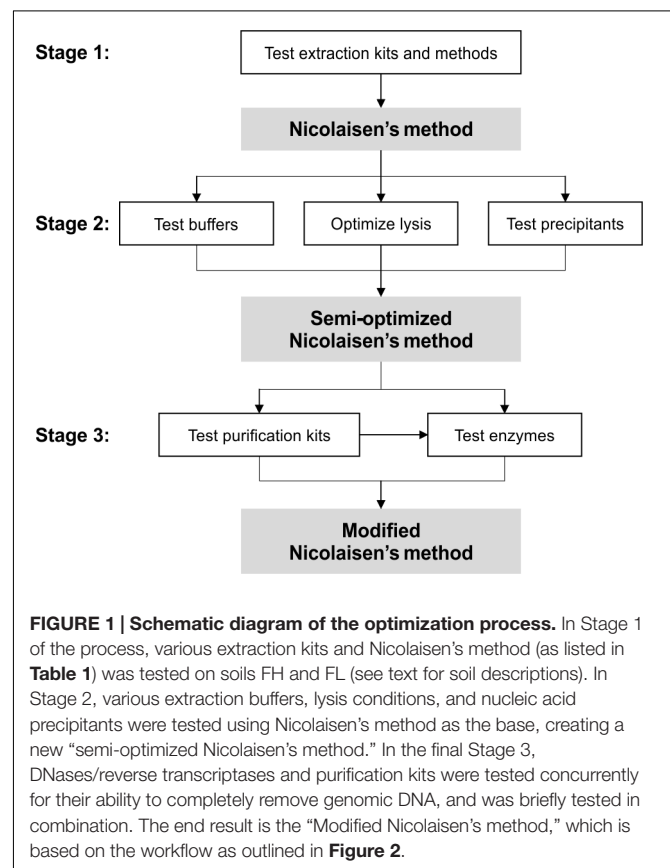 Stage 1:
Test extraction kits and methods
Nicolaisen's method
Stage 2:
Test buffers
Optimize lysis
Test precipitants
Semi-optimized
Nicolaisen's method
Stage 3:
Test purification kits
Test enzymes
Modified
Nicolaisen's method
FIGURE 1 | Schematic diagram of the optimization process. In Stage 1
of the process, various extraction kits and Nicolaisen's method (as listed in
Table 1) was tested on soils FH and FL (see text for soil descriptions). In
Stage 2, various extraction buffers, lysis conditions, and nucleic acid
precipitants were tested using Nicolaisen's method as the base, creating a
new “semi-optimized Nicolaisen's method.” In the final Stage 3,
DNases/reverse transcriptases and purification kits were tested concurrently
for their ability to completely remove genomic DNA, and was briefly tested in
combination. The end result is the “Modified Nicolaisen's method,” which is
based on the workflow as outlined in Figure 2.